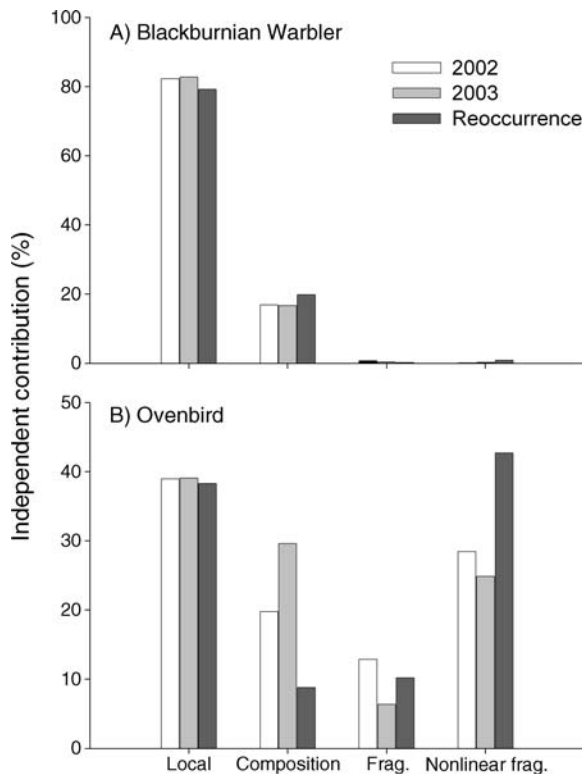 A) Blackburnian Warbler
2002
2003
Reoccurrence
100
80
60
40
20
0
Independent contribution (%)
B) Ovenbird
50
40
30
20
10
0
Local Composition Frag. Nonlinear frag.